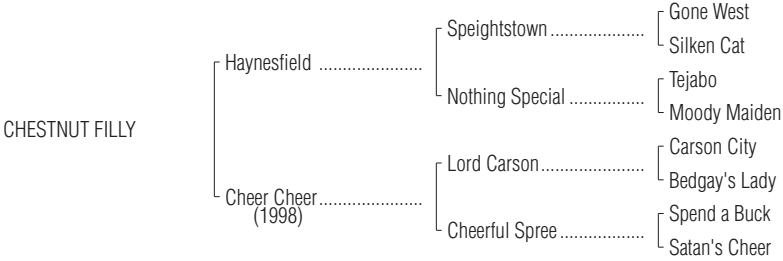 Gone West
Speightstown ....................
Silken Cat
Haynesfield ......................
Tejabo
Nothing Special ................
Moody Maiden
CHESTNUT FILLY
Carson City
Lord Carson......................
Bedgay's Lady
Cheer Cheer......................
(1998)
Spend a Buck
Cheerful Spree ..................
Satan's Cheer